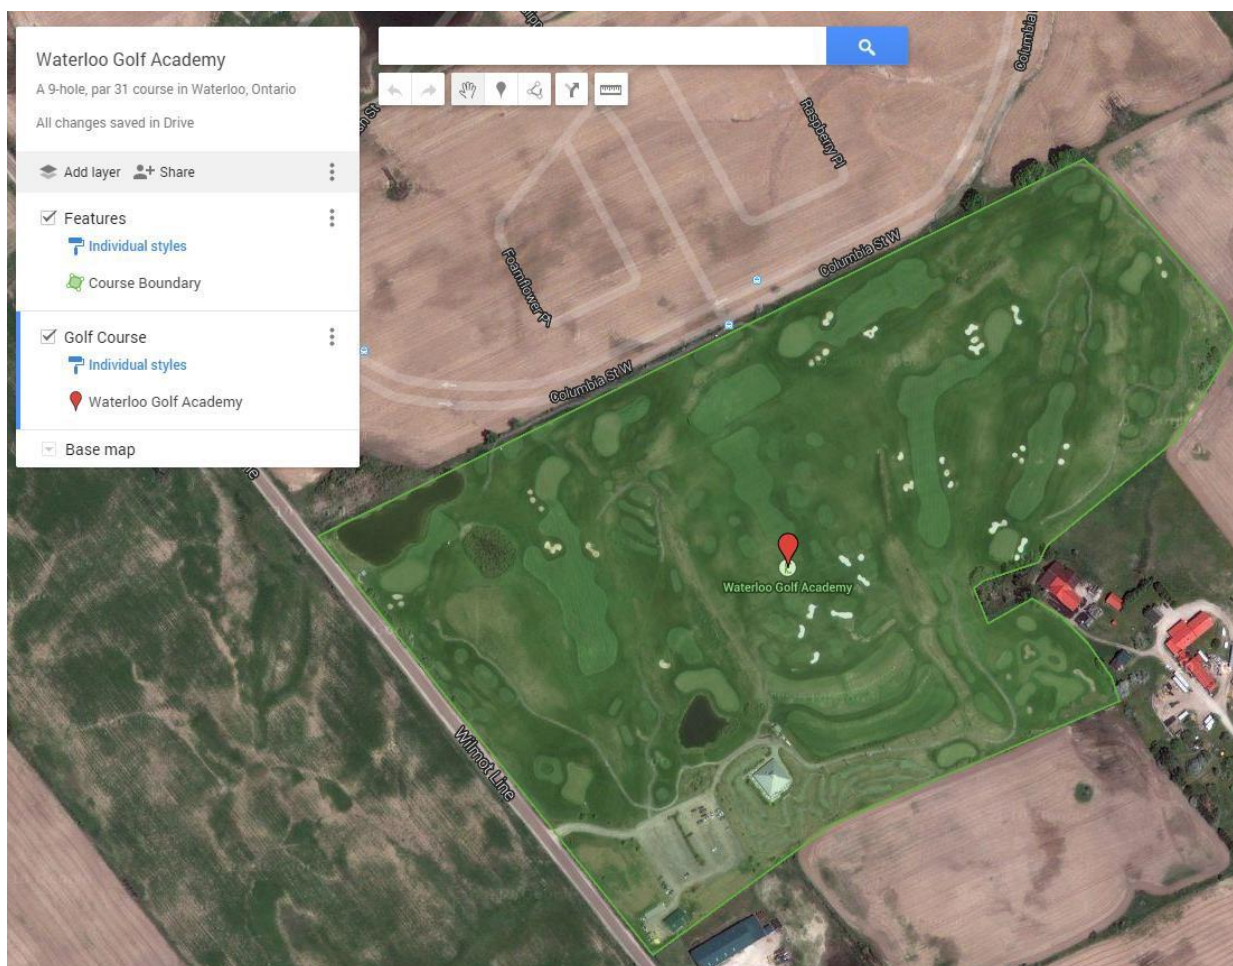 Waterloo Golf Academy
A 9-hole, par 31 course in Waterloo, Ontario
All changes saved in Drive
Add layer
Share
Features
Individual styles
Course Boundary
Golf Course
Individual styles
Waterloo Golf Academy
Base map
Columbia
Raspberry Pl
Foamflower Pl
Columbia St W
Columbia St W
Waterloo Golf Academy
Wilmot Line